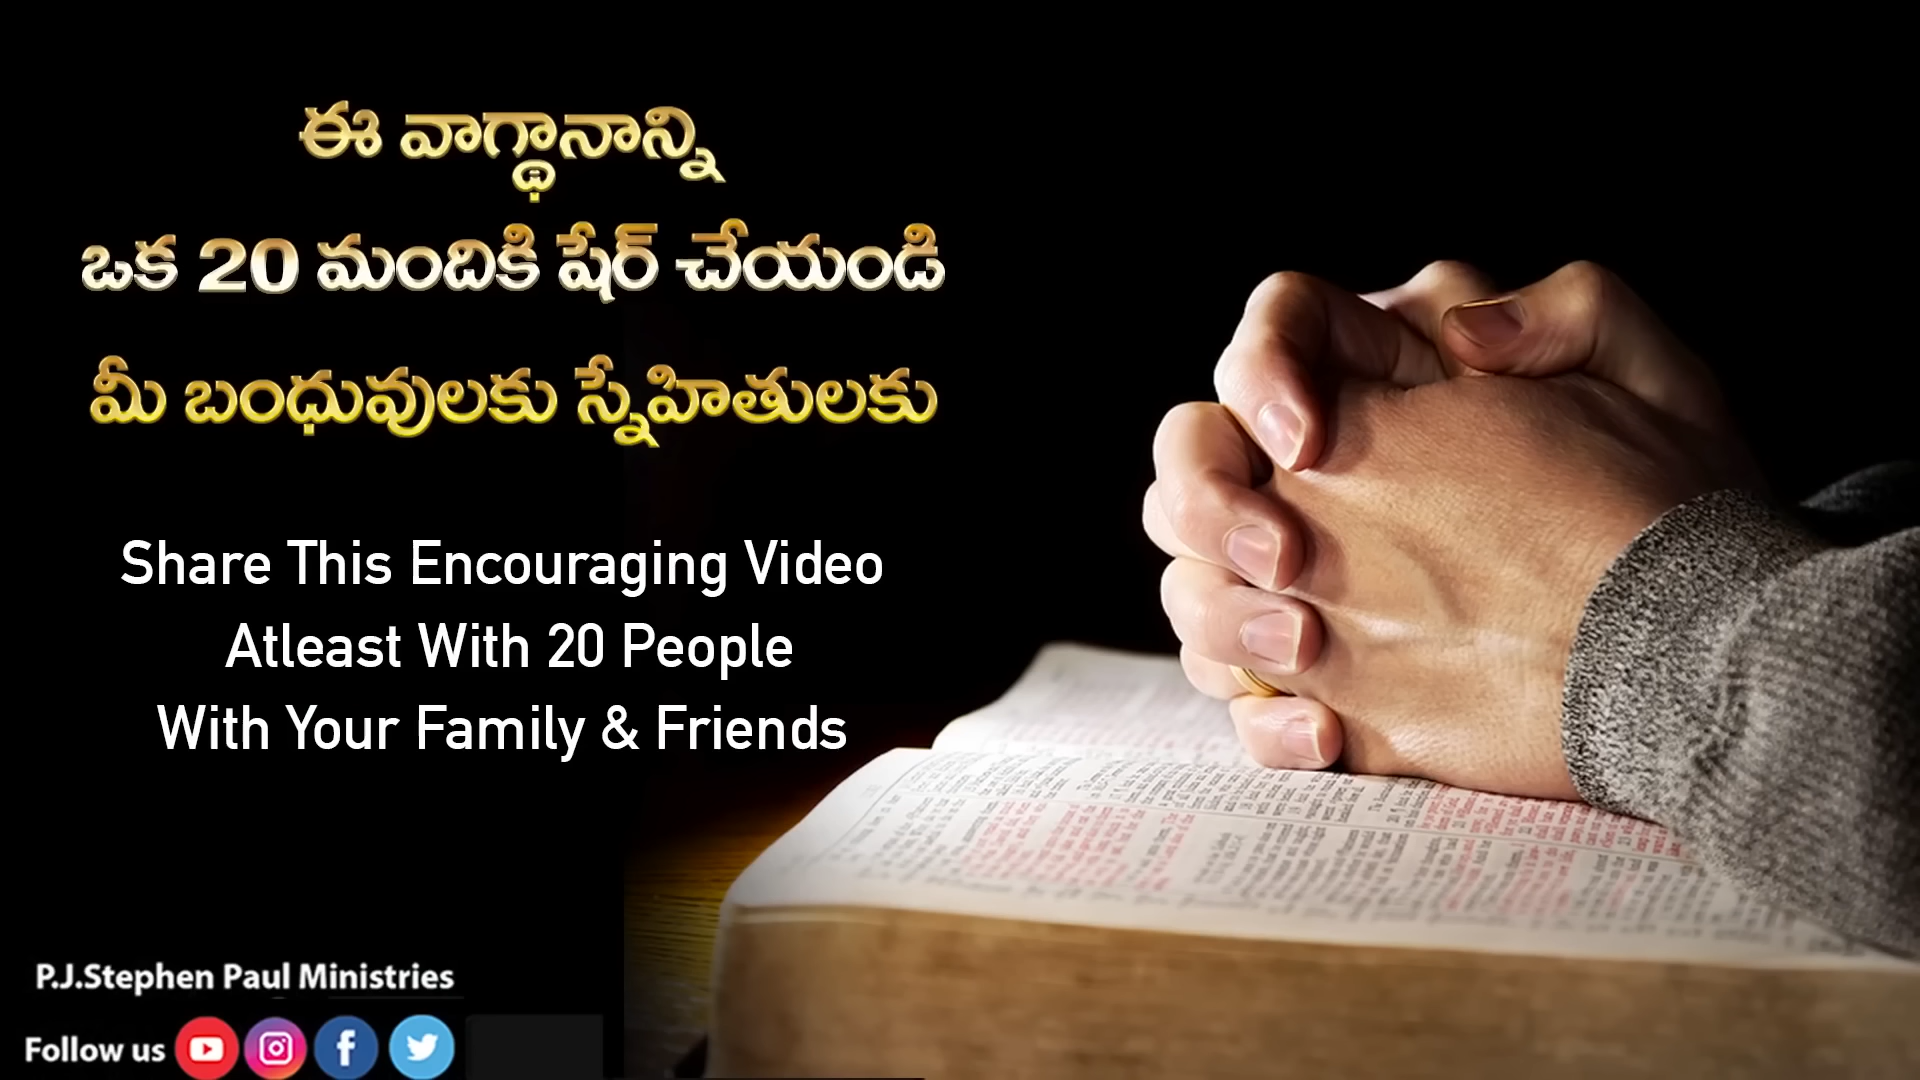 ఈ వాగ్ధానాన్ని
ఒక 20 మందికి షేర్ చేయండి
మీ బంధువులకు స్నేహితులకు
Share This Encouraging Video
Atleast With 20 People
With Your Family & Friends
P.J.Stephen Paul Ministries
Follow us